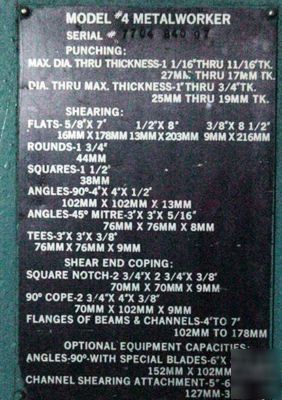 MODEL #4 METALWORKER
SERIAL # 7704 840 07
PUNCHING:
MAX. DIA. THRU THICKNESS-1 1/16"THRU 11/16"TK.
27MM THRU 17MM TK.
DIA. THRU MAX. THICKNESS-1"THRU 3/4"TK.
25MM THRU 19MM TK.
SHEARING:
FLATS-5/8"X 7" 1/2"X 8" 3/8"X 8 1/2"
16MM X 178MM 13MM X 203MM 9MM X 216MM
ROUNDS-1 3/4"
44MM
SQUARES-1 1/2'
38MM
ANGLES-90°-4"X 4"X 1/2'
102MM X 102MM X 13MM
ANGLES-45° MITRE-3"X 3"X 5/16"
76MM X 76MM X 8MM
TEES-3"X 3"X 3/8"
76MM X 76MM X 9MM
SHEAR END COPING:
SQUARE NOTCH-2 3/4"X 2 3/4"X 3/8'
70MM X 70MM X 9MM
90° COPE-2 3/4"X 4"X 3/8'
70MM X 102MM X 9MM
FLANGES OF BEAMS & CHANNELS-4"TO 7"
102MM TO 178MM
OPTIONAL EQUIPMENT CAPACITIES:
ANGLES-90°-WITH SPECIAL BLADES-6"X
152MM X 102MM
CHANNEL SHEARING ATTACHMENT-5"-6
127MM-